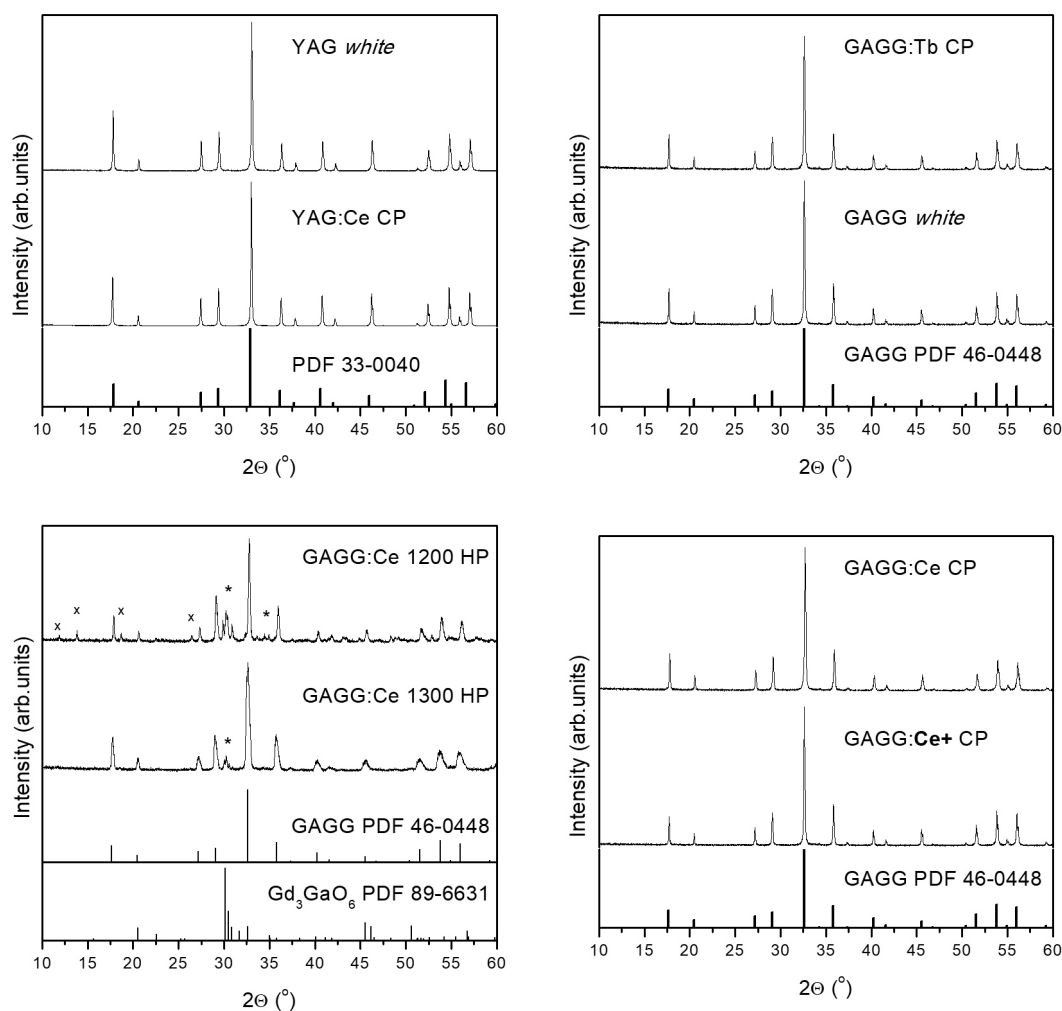 Intensity (arb.units)
YAG white
YAG:Ce CP
PDF 33-0040
10 15 20 25 30 35 40 45 50 55 60
2Θ (°)
Intensity (arb.units)
GAGG:Tb CP
GAGG white
GAGG PDF 46-0448
10 15 20 25 30 35 40 45 50 55 60
2Θ (°)
Intensity (arb.units)
GAGG:Ce 1200 HP
x x x x * *
GAGG:Ce 1300 HP
*
GAGG PDF 46-0448
Gd₃GaO₆ PDF 89-6631
10 15 20 25 30 35 40 45 50 55 60
2Θ (°)
Intensity (arb.units)
GAGG:Ce CP
GAGG:Ce+ CP
GAGG PDF 46-0448
10 15 20 25 30 35 40 45 50 55 60
2Θ (°)